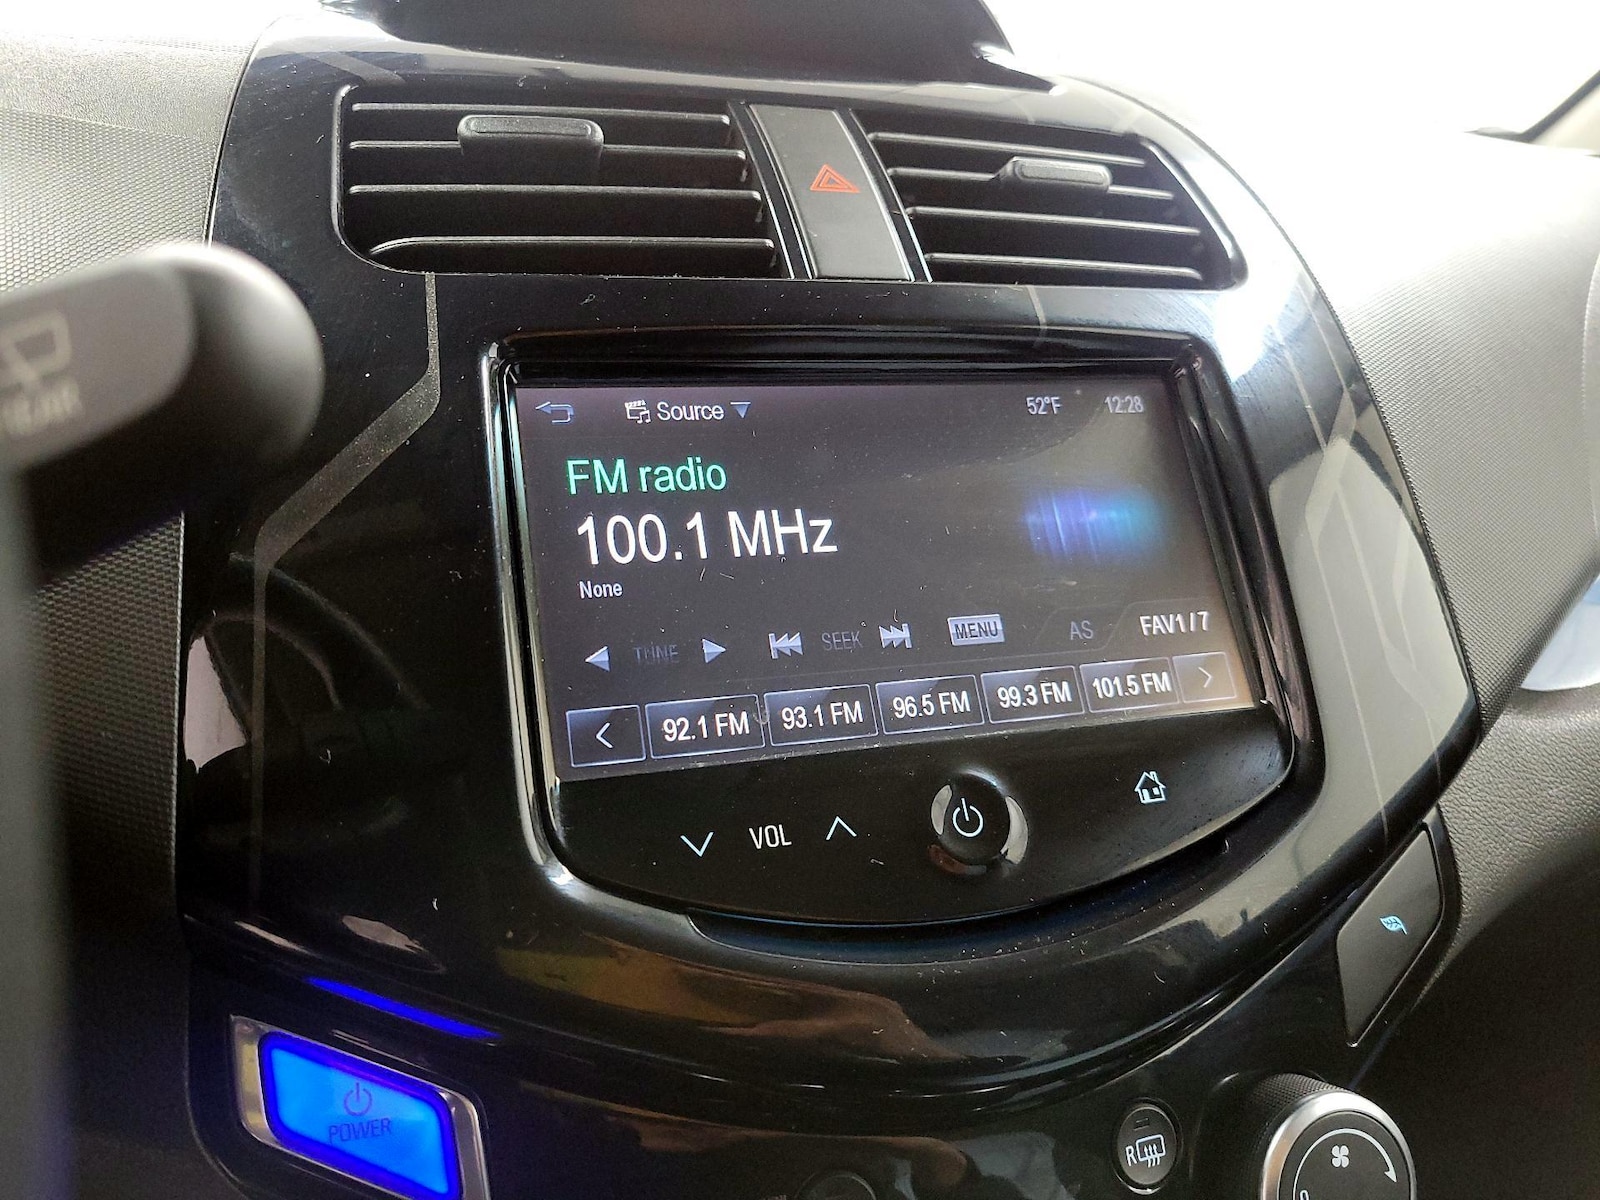 Source 52°F 12:28
FM radio
100.1 MHz
None
TUNE SEEK MENU AS FAV1/7
92.1 FM 93.1 FM 96.5 FM 99.3 FM 101.5 FM
VOL
POWER
R
0